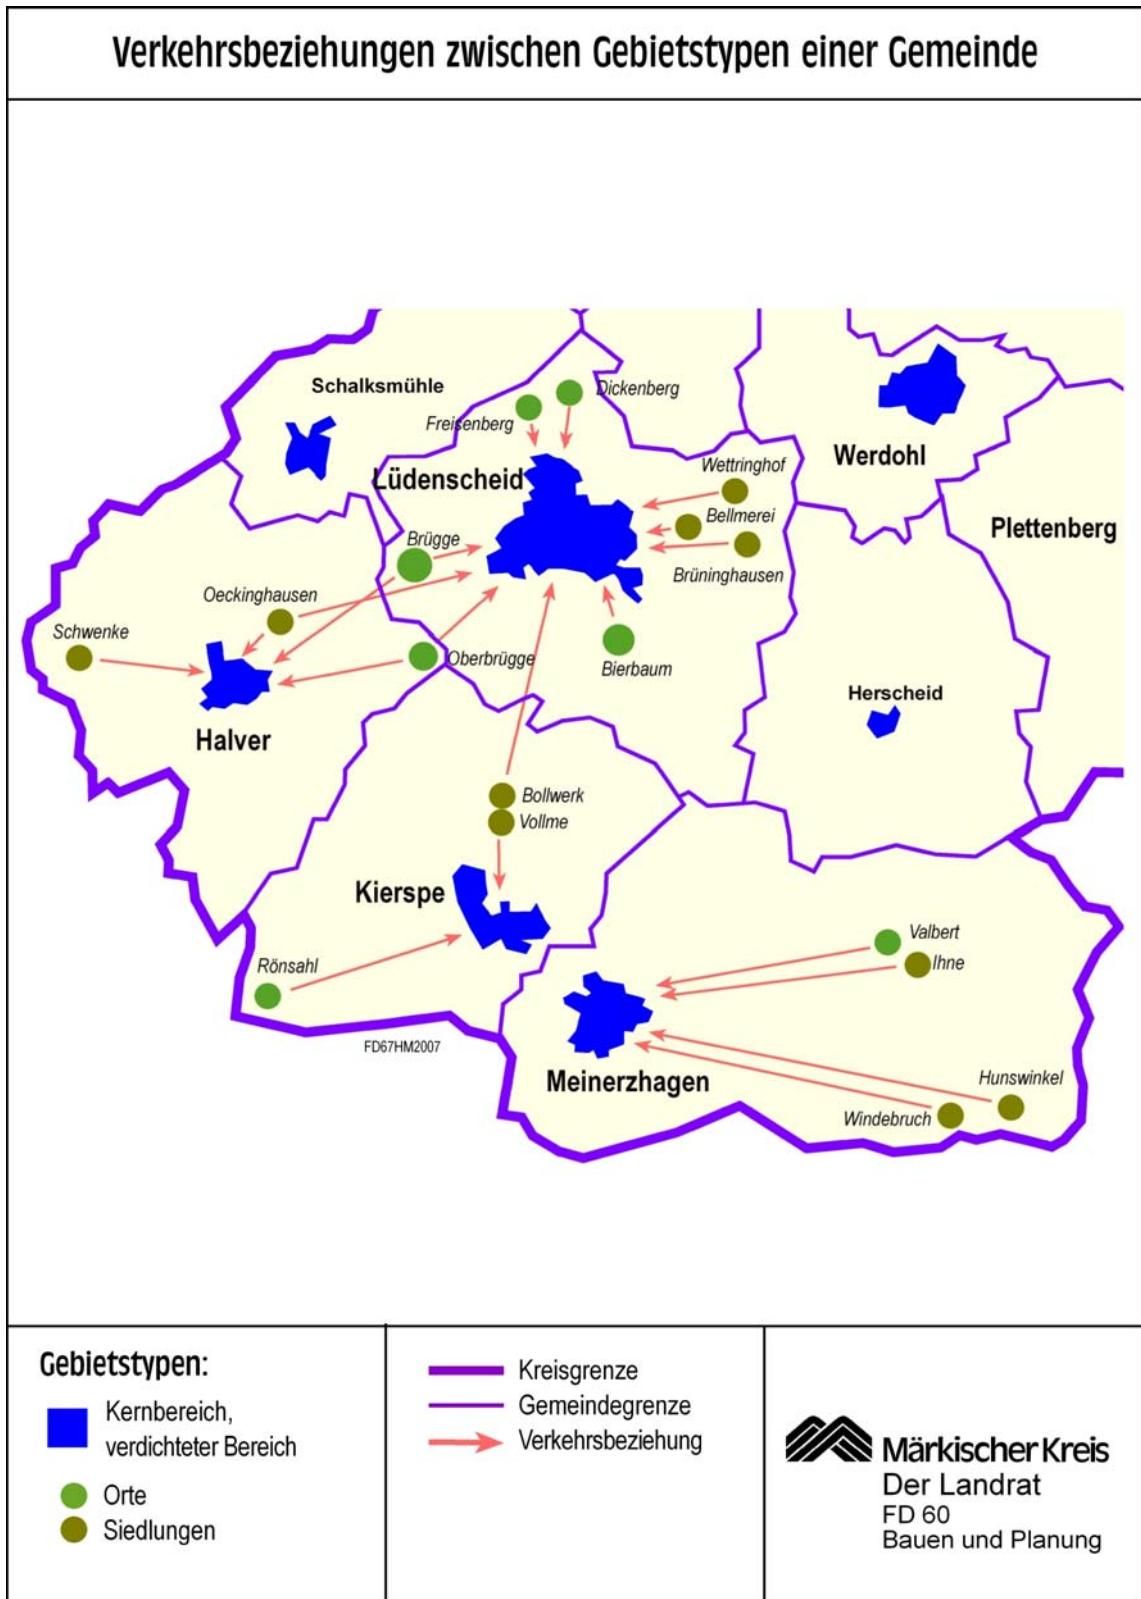 Verkehrsbeziehungen zwischen Gebietstypen einer Gemeinde
Schalksmühle
Dickenberg
Freisenberg
Lüdenscheid
Werdohl
Wettringhof
Bellmerei
Plettenberg
Brügge
Brüninghausen
Oeckinghausen
Schwenke
Oberbrügge
Bierbaum
Herscheid
Halver
Bollwerk
Vollme
Kierspe
Valbert
Ihne
Rönsahl
FD67HM2007
Meinerzhagen
Hunswinkel
Windebruch
Gebietstypen:
Kernbereich,
verdichteter Bereich
Orte
Siedlungen
Kreisgrenze
Gemeindegrenze
Verkehrsbeziehung
Märkischer Kreis
Der Landrat
FD 60
Bauen und Planung